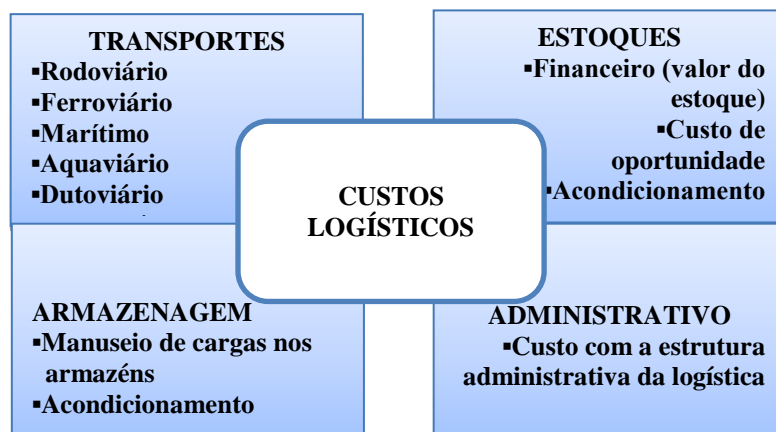 TRANSPORTES
▪Rodoviário
▪Ferroviário
▪Marítimo
▪Aquaviário
▪Dutoviário
ESTOQUES
▪Financeiro (valor do
estoque)
▪Custo de
oportunidade
▪Acondicionamento
CUSTOS
LOGÍSTICOS
ARMAZENAGEM
▪Manuseio de cargas nos
armazéns
▪Acondicionamento
ADMINISTRATIVO
▪Custo com a estrutura
administrativa da logística